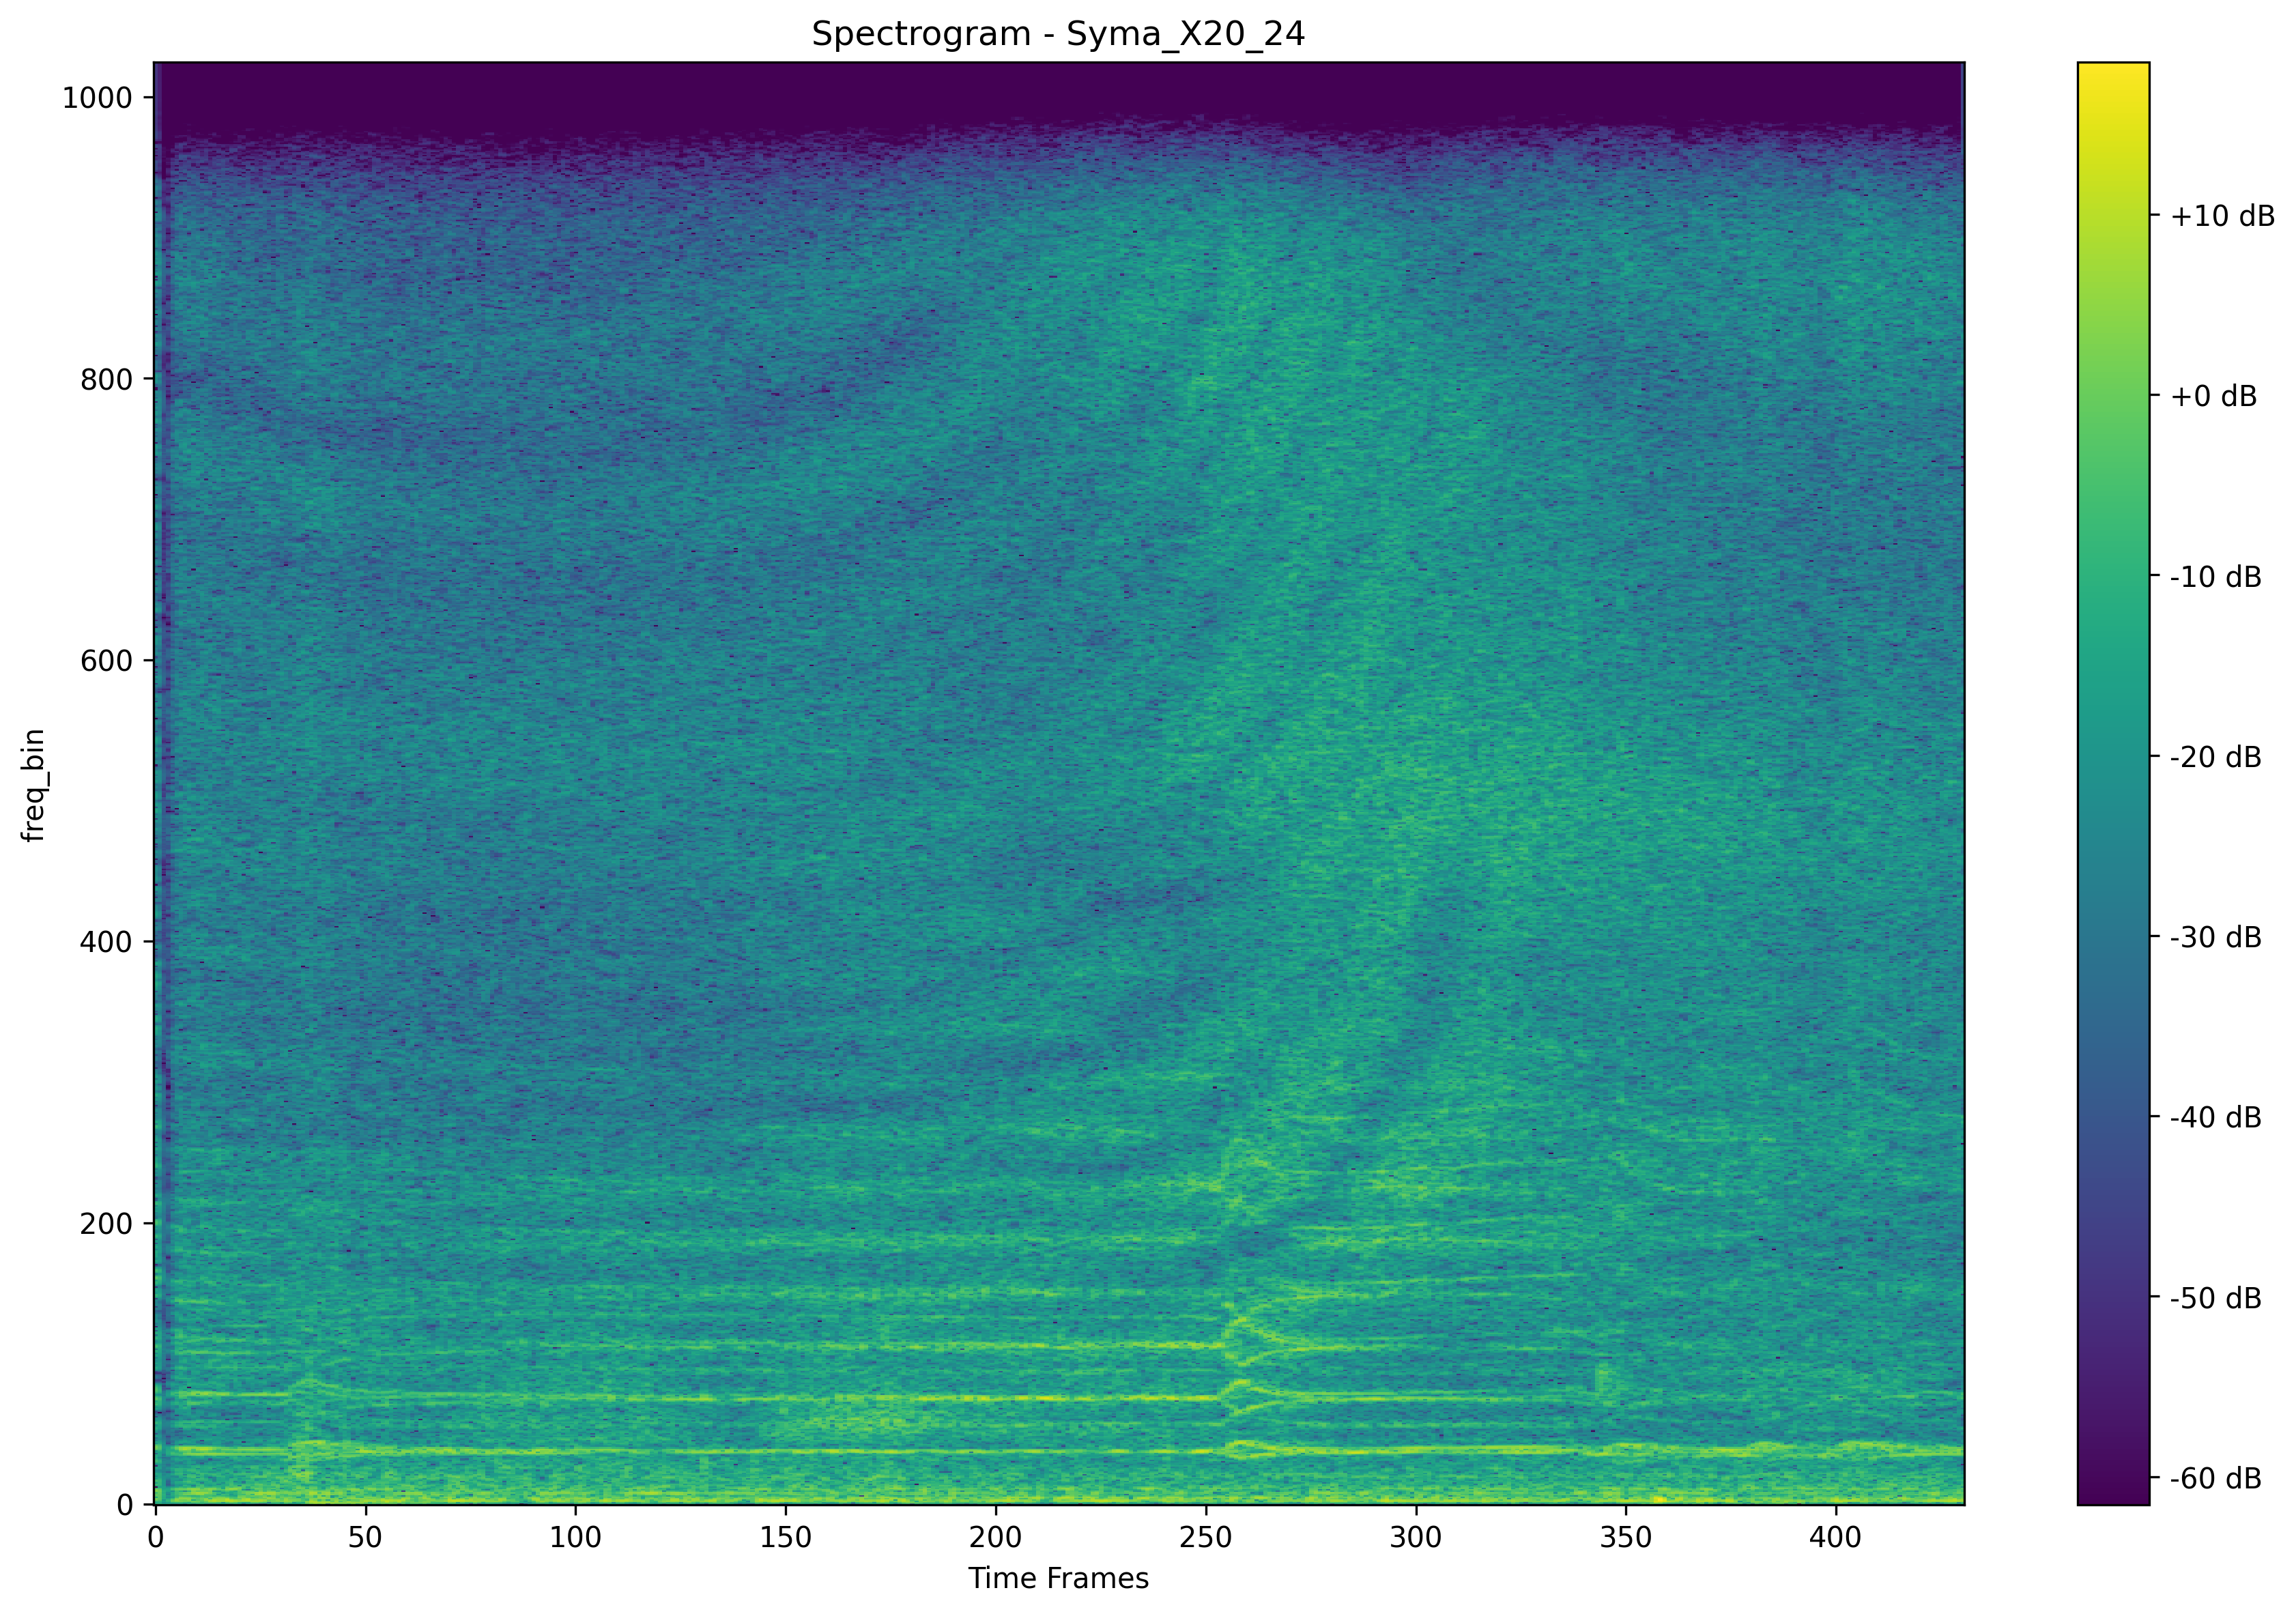 Spectrogram - Syma_X20_24
freq_bin
1000
800
600
400
200
0
0 50 100 150 200 250 300 350 400
Time Frames
+10 dB
+0 dB
-10 dB
-20 dB
-30 dB
-40 dB
-50 dB
-60 dB